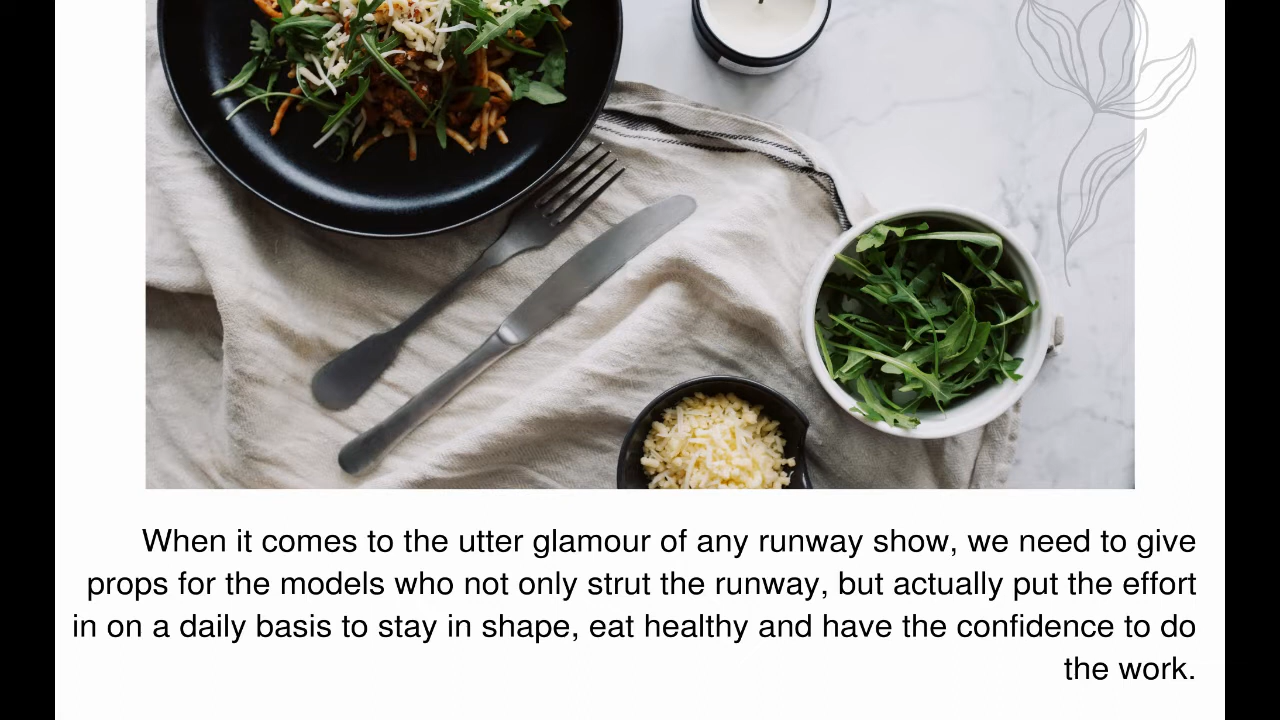 When it comes to the utter glamour of any runway show, we need to give
props for the models who not only strut the runway, but actually put the effort
in on a daily basis to stay in shape, eat healthy and have the confidence to do
the work.